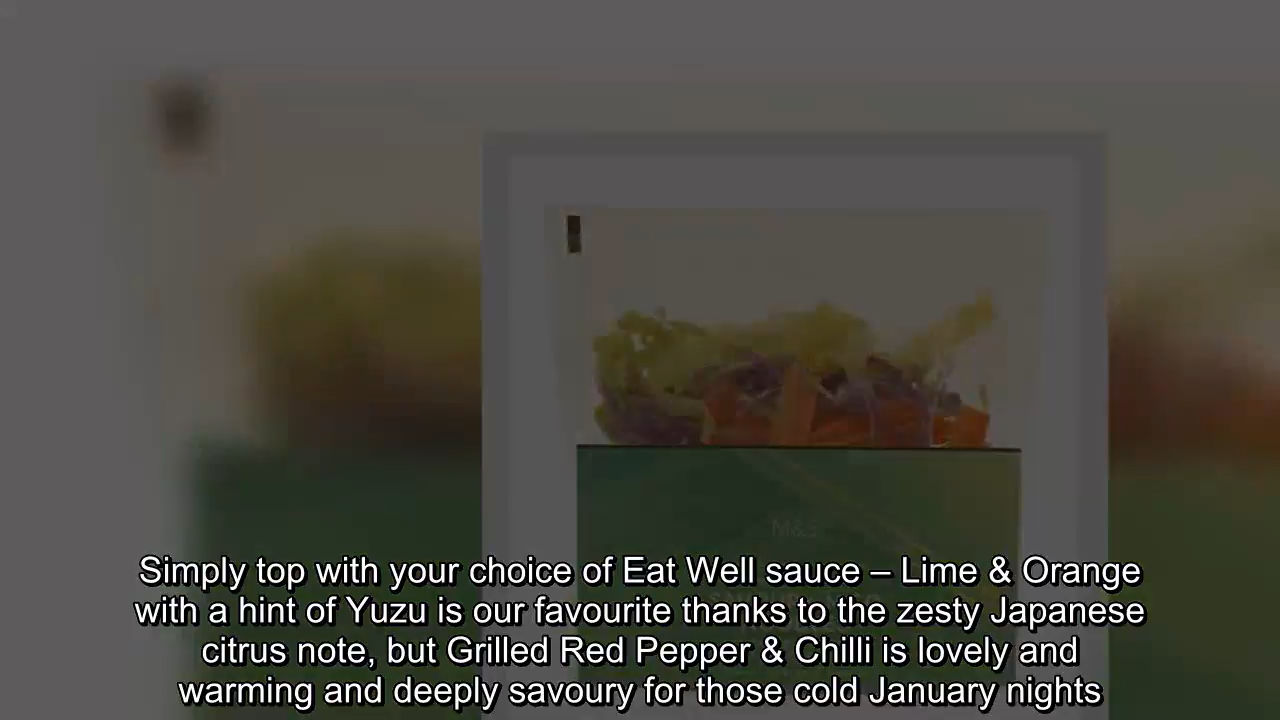 M&S
Simply top with your choice of Eat Well sauce – Lime & Orange
with a hint of Yuzu is our favourite thanks to the zesty Japanese
citrus note, but Grilled Red Pepper & Chilli is lovely and
warming and deeply savoury for those cold January nights